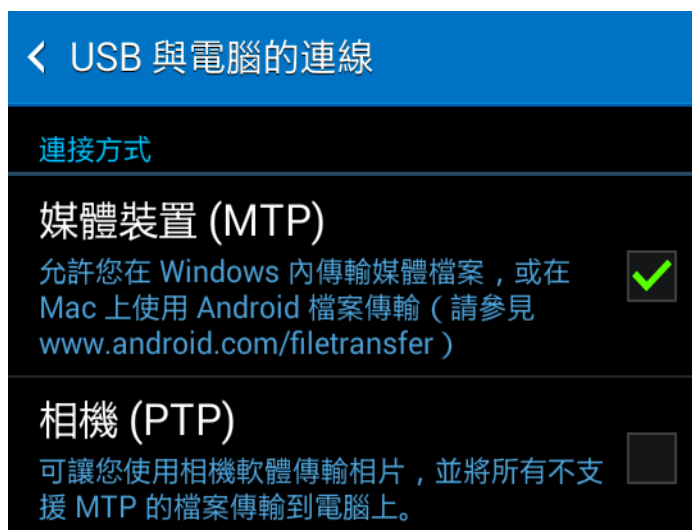 USB 與電腦的連線
連接方式
媒體裝置 (MTP)
允許您在 Windows 內傳輸媒體檔案，或在
Mac 上使用 Android 檔案傳輸（請參見
www.android.com/filetransfer）
相機 (PTP)
可讓您使用相機軟體傳輸相片，並將所有不支
援 MTP 的檔案傳輸到電腦上。